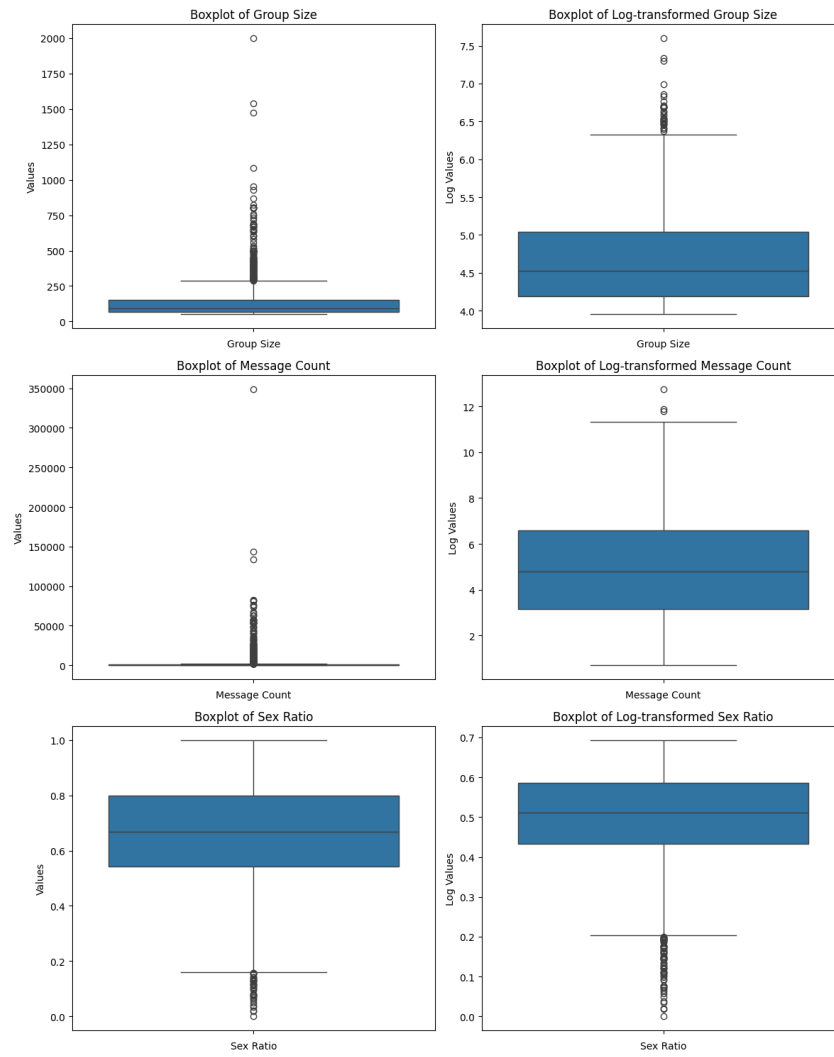 Boxplot of Group Size
2000
1750
1500
1250
1000
750
500
250
0
Values
Group Size
Boxplot of Log-transformed Group Size
7.5
7.0
6.5
6.0
5.5
5.0
4.5
4.0
Log Values
Group Size
Boxplot of Message Count
350000
300000
250000
200000
150000
100000
50000
0
Values
Message Count
Boxplot of Log-transformed Message Count
12
10
8
6
4
2
Log Values
Message Count
Boxplot of Sex Ratio
1.0
0.8
0.6
0.4
0.2
0.0
Values
Sex Ratio
Boxplot of Log-transformed Sex Ratio
0.7
0.6
0.5
0.4
0.3
0.2
0.1
0.0
Log Values
Sex Ratio